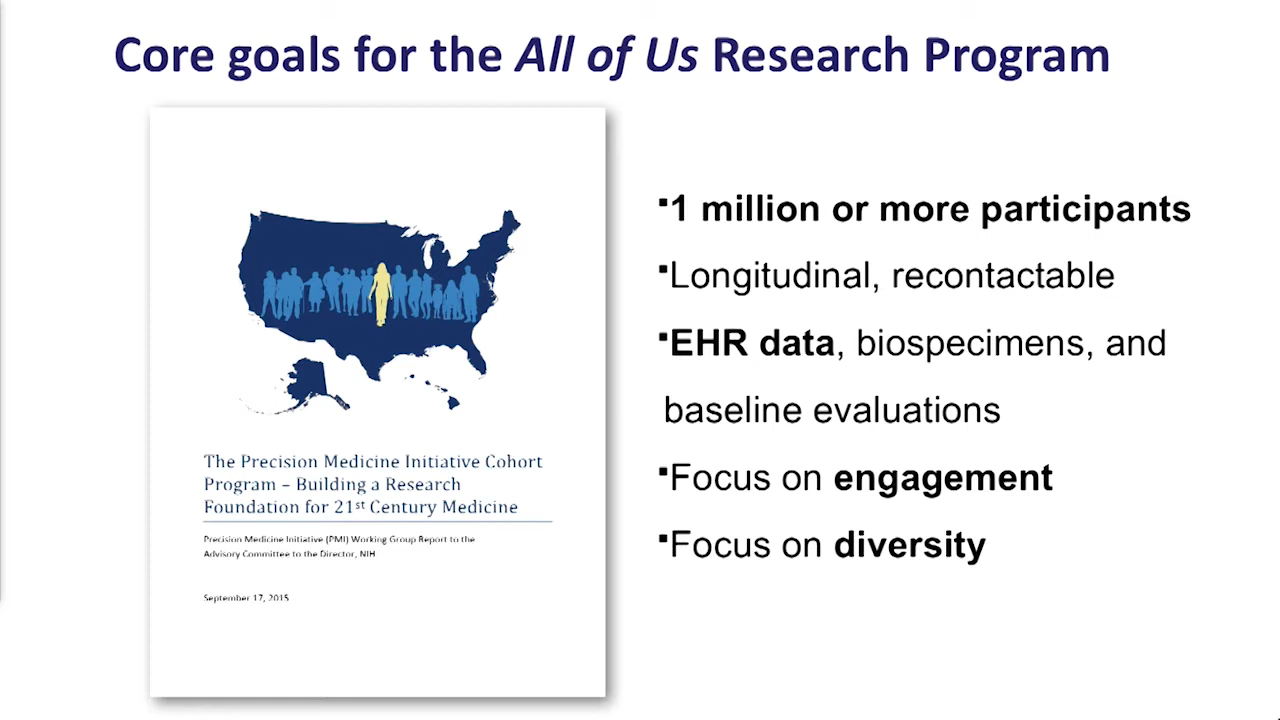 Core goals for the All of Us Research Program
The Precision Medicine Initiative Cohort
Program – Building a Research
Foundation for 21st Century Medicine
Precision Medicine Initiative (PMI) Working Group Report to the
Advisory Committee to the Director, NIH
September 17, 2015
▪1 million or more participants
▪Longitudinal, recontactable
▪EHR data, biospecimens, and
baseline evaluations
▪Focus on engagement
▪Focus on diversity